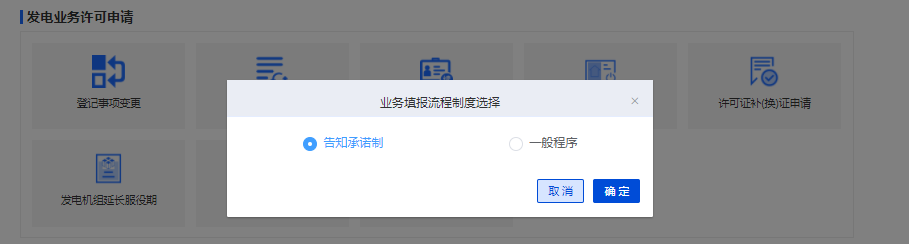 发电业务许可申请
业务填报流程制度选择
×
登记事项变更
许可证补(换)证申请
告知承诺制
一般程序
取消
确定
发电机组延长服役期